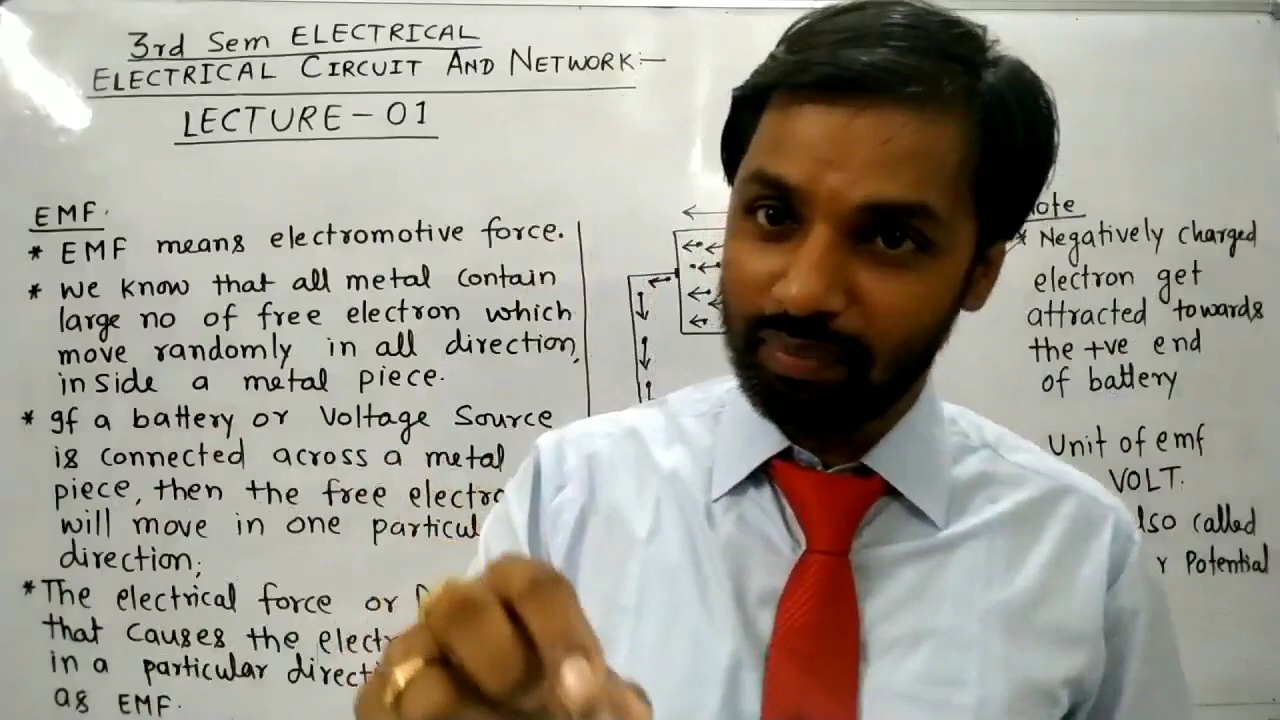 3rd Sem ELECTRICAL
ELECTRICAL CIRCUIT AND NETWORK:-
LECTURE-01
EMF.
* EMF means electromotive force.
* We know that all metal contain
large no of free electron which
move randomly in all direction,
inside a metal piece.
* If a battery or Voltage Source
is connected across a metal
piece, then the free electro
will move in one particul
direction;
* The electrical force or
that causes the electr
in a particular directi
as EMF.
ote
* Negatively charged
electron get
attracted towards
the +ve end
of battery
Unit of emf
VOLT.
lso called
r Potential